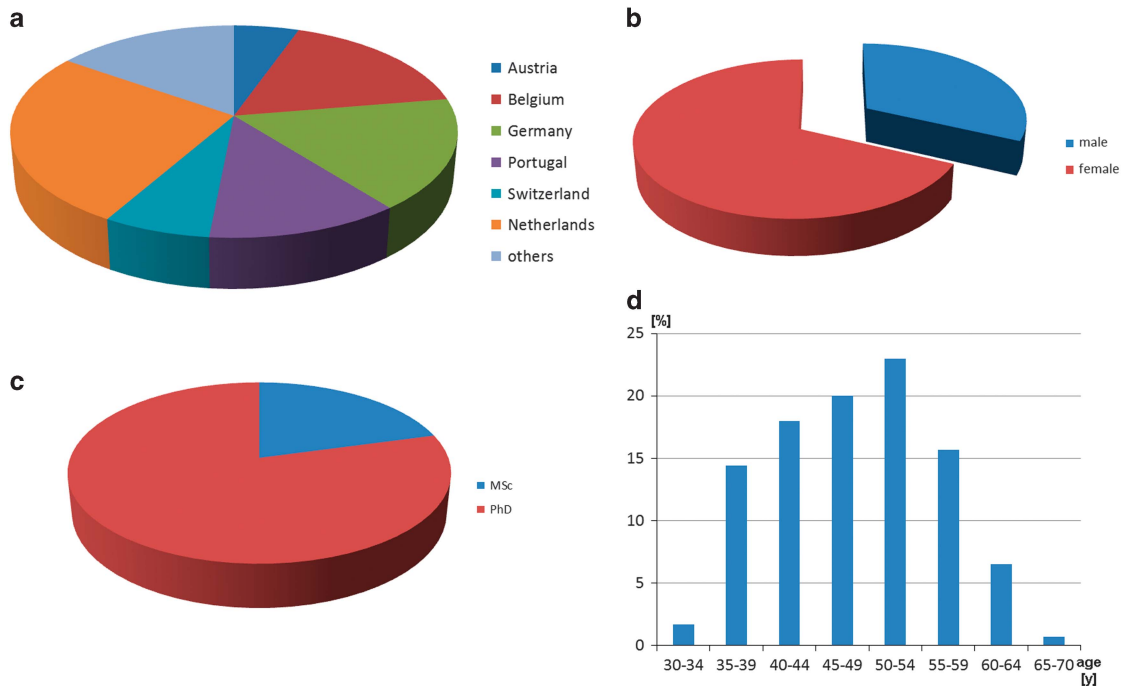 a
Austria
Belgium
Germany
Portugal
Switzerland
Netherlands
others
b
male
female
c
MSc
PhD
d
[%]
25
20
15
10
5
0
30-34 35-39 40-44 45-49 50-54 55-59 60-64 65-70 age
[y]